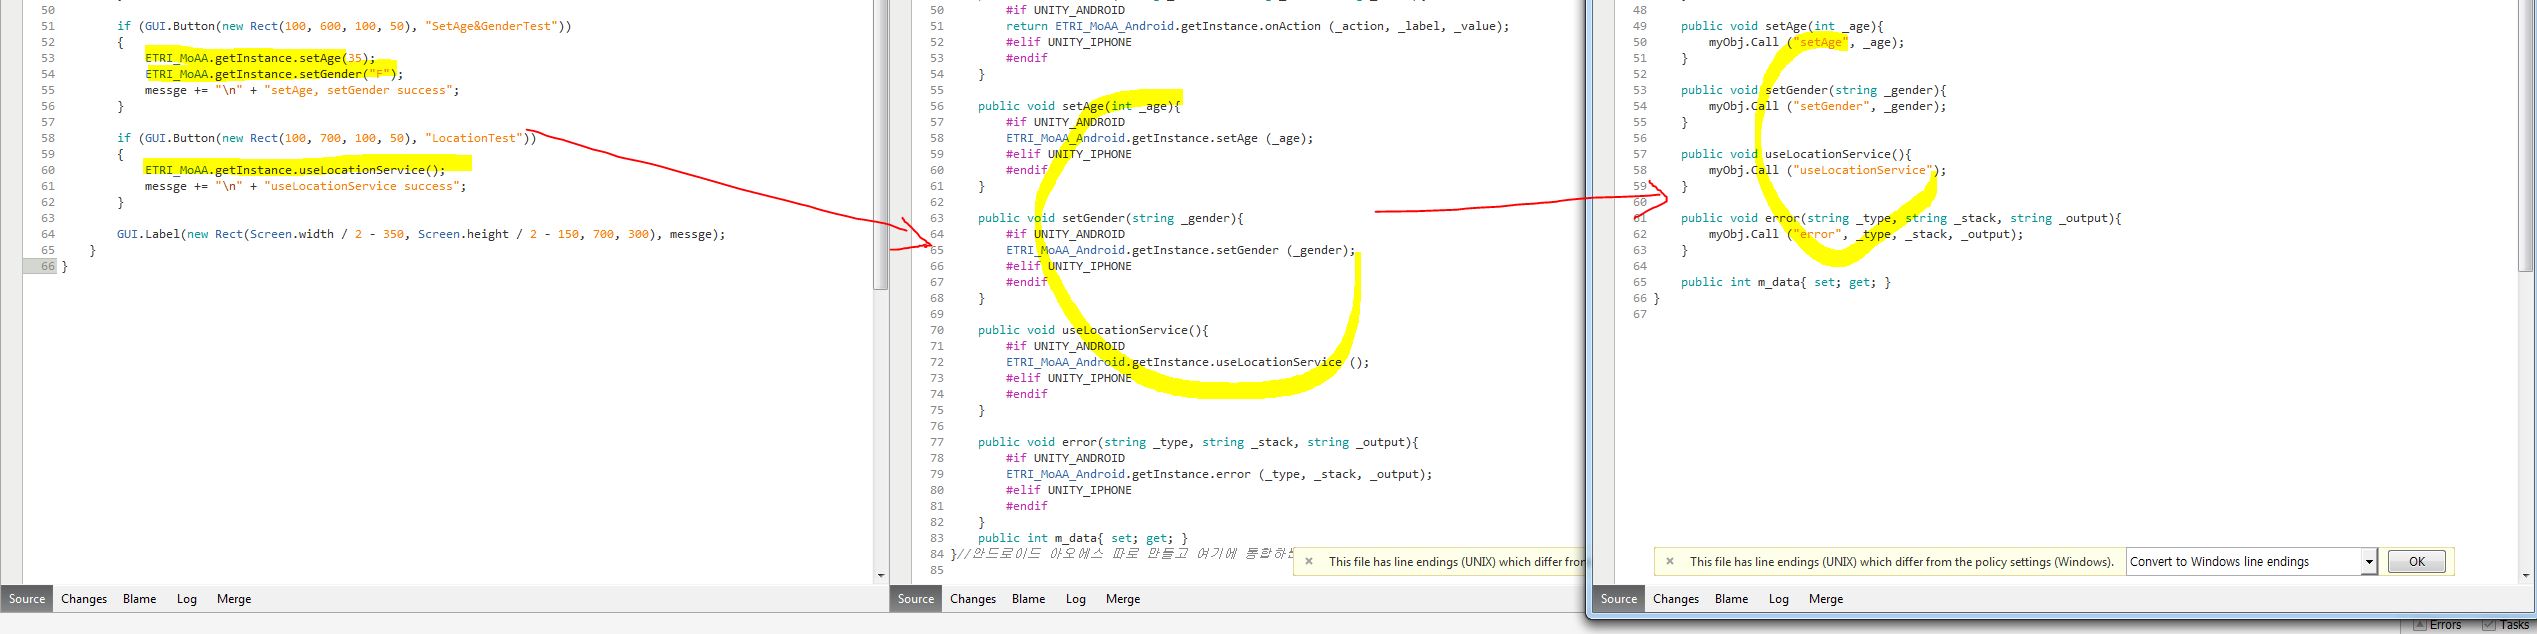 50
51 if (GUI.Button(new Rect(100, 600, 100, 50), "SetAge&GenderTest"))
52 {
53 ETRI_MoAA.getInstance.setAge(35);
54 ETRI_MoAA.getInstance.setGender("F");
55 messge += "\n" + "setAge, setGender success";
56 }
57
58 if (GUI.Button(new Rect(100, 700, 100, 50), "LocationTest"))
59 {
60 ETRI_MoAA.getInstance.useLocationService();
61 messge += "\n" + "useLocationService success";
62 }
63
64 GUI.Label(new Rect(Screen.width / 2 - 350, Screen.height / 2 - 150, 700, 300), messge);
65 }
66 }
Source Changes Blame Log Merge
50 #if UNITY_ANDROID
51 return ETRI_MoAA_Android.getInstance.onAction (_action, _label, _value);
52 #elif UNITY_IPHONE
53 #endif
54 }
55
56 public void setAge(int _age){
57 #if UNITY_ANDROID
58 ETRI_MoAA_Android.getInstance.setAge (_age);
59 #elif UNITY_IPHONE
60 #endif
61 }
62
63 public void setGender(string _gender){
64 #if UNITY_ANDROID
65 ETRI_MoAA_Android.getInstance.setGender (_gender);
66 #elif UNITY_IPHONE
67 #endif
68 }
69
70 public void useLocationService(){
71 #if UNITY_ANDROID
72 ETRI_MoAA_Android.getInstance.useLocationService ();
73 #elif UNITY_IPHONE
74 #endif
75 }
76
77 public void error(string _type, string _stack, string _output){
78 #if UNITY_ANDROID
79 ETRI_MoAA_Android.getInstance.error (_type, _stack, _output);
80 #elif UNITY_IPHONE
81 #endif
82 }
83 public int m_data{ set; get; }
84 }//안드로이드 아오에스 따로 만들고 여기에 통합하는
85
This file has line endings (UNIX) which differ from
Source Changes Blame Log Merge
48
49 public void setAge(int _age){
50 myObj.Call ("setAge", _age);
51 }
52
53 public void setGender(string _gender){
54 myObj.Call ("setGender", _gender);
55 }
56
57 public void useLocationService(){
58 myObj.Call ("useLocationService");
59 }
60
61 public void error(string _type, string _stack, string _output){
62 myObj.Call ("error", _type, _stack, _output);
63 }
64
65 public int m_data{ set; get; }
66 }
67
This file has line endings (UNIX) which differ from the policy settings (Windows). Convert to Windows line endings OK
Source Changes Blame Log Merge
Errors Tasks